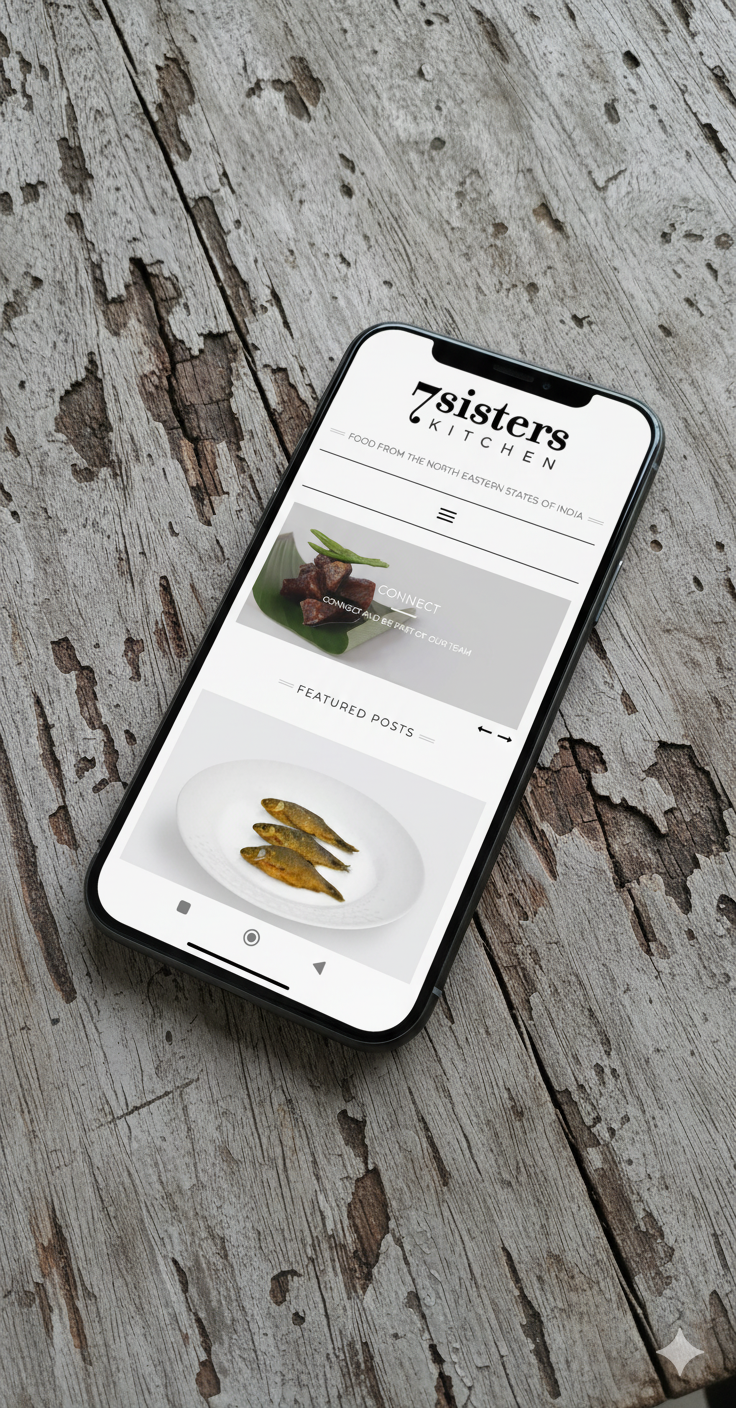 7sisters
KITCHEN
FOOD FROM THE NORTH EASTERN STATES OF INDIA
CONNECT
CONNECT AND BE PART OF OUR TEAM
FEATURED POSTS